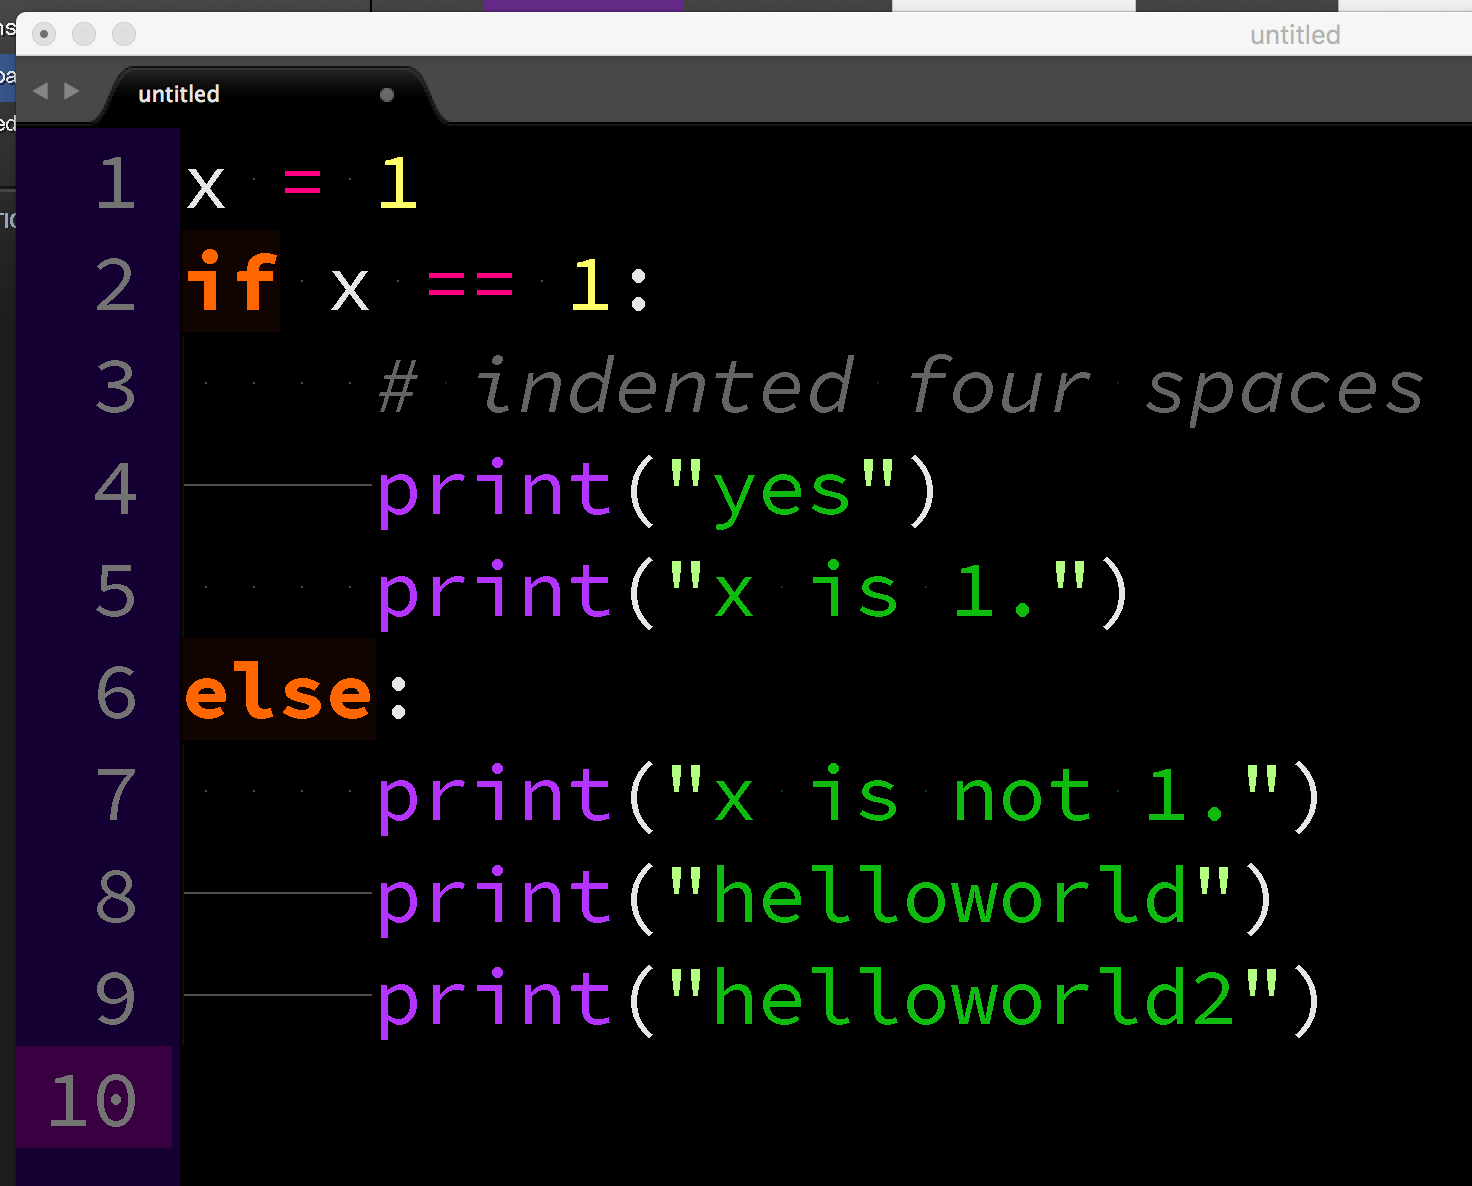 untitled
untitled
1 x = 1
2 if x == 1:
3     # indented four spaces
4     print("yes")
5     print("x is 1.")
6 else:
7     print("x is not 1.")
8     print("helloworld")
9     print("helloworld2")
10